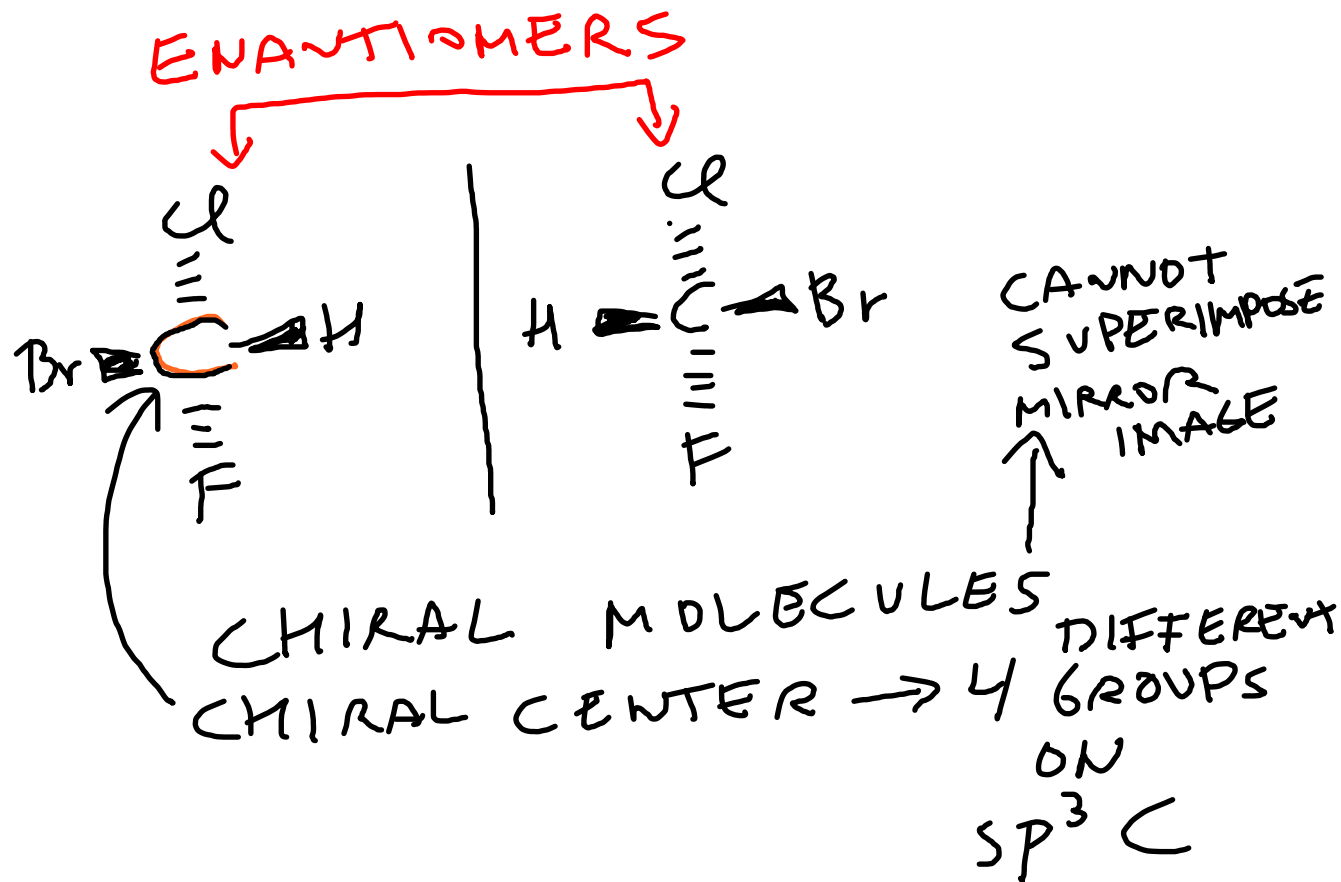 ENANTIOMERS
Cl
Br C H
F
Cl
H C Br
F
CANNOT
SUPERIMPOSE
MIRROR
IMAGE
CHIRAL MOLECULES
CHIRAL CENTER → 4 DIFFERENT
GROUPS
ON
sp³ C